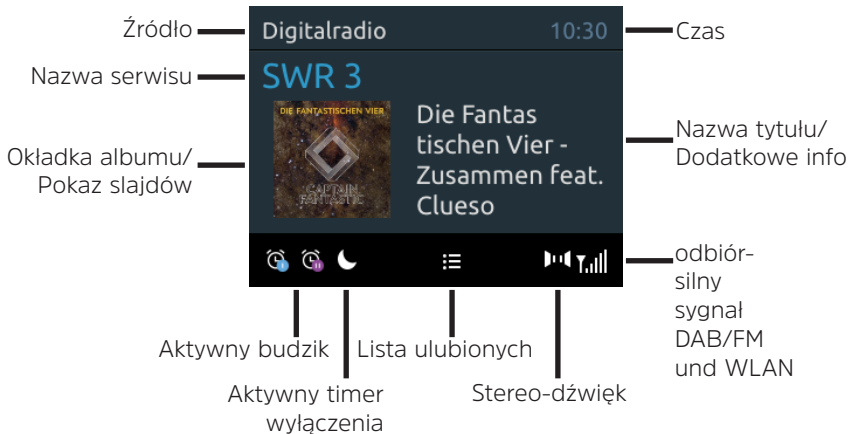 Źródło
Digitalradio
10:30
Czas
Nazwa serwisu
SWR 3
Okładka albumu/
Pokaz slajdów
DIE FANTASTISCHEN VIER
CAPTAIN
FANTASTIC
Die Fantas
tischen Vier -
Zusammen feat.
Clueso
Nazwa tytułu/
Dodatkowe info
odbiór-
silny
sygnał
DAB/FM
und WLAN
Aktywny budzik
Lista ulubionych
Aktywny timer
wyłączenia
Stereo-dźwięk